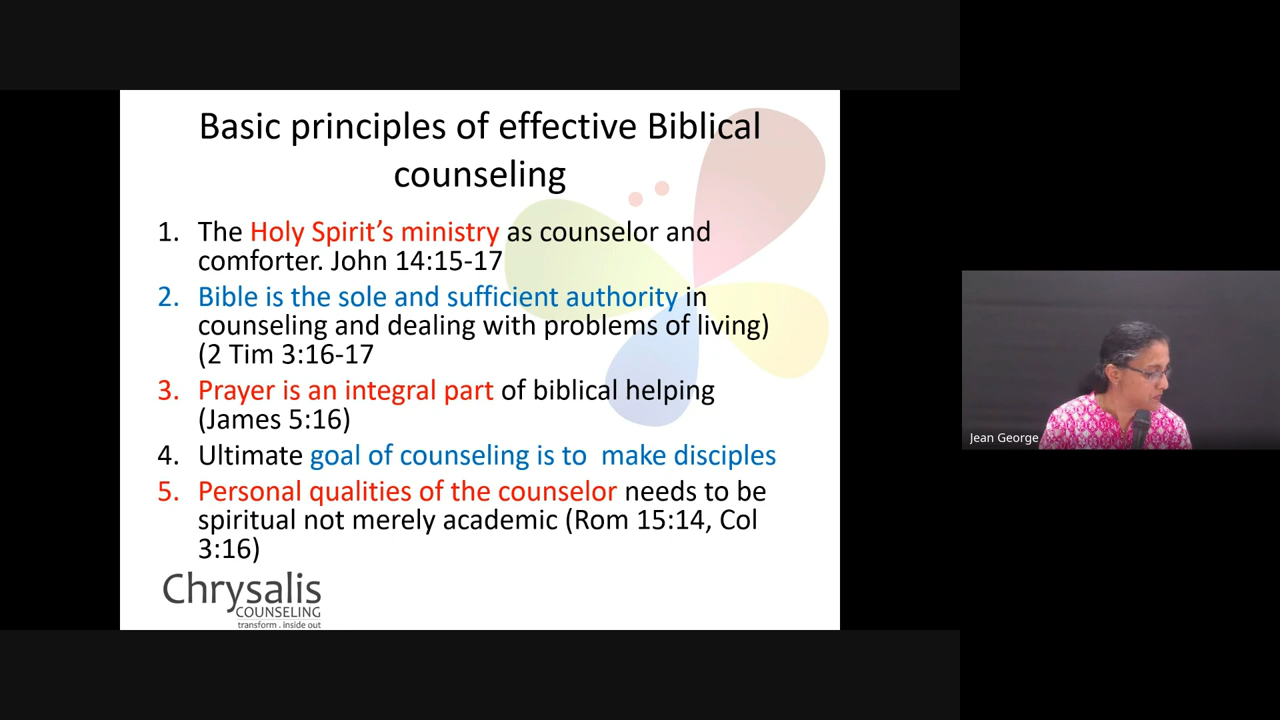 Basic principles of effective Biblical
counseling
1. The Holy Spirit’s ministry as counselor and
comforter. John 14:15-17
2. Bible is the sole and sufficient authority in
counseling and dealing with problems of living)
(2 Tim 3:16-17
3. Prayer is an integral part of biblical helping
(James 5:16)
4. Ultimate goal of counseling is to  make disciples
5. Personal qualities of the counselor needs to be
spiritual not merely academic (Rom 15:14, Col
3:16)
Chrysalis
COUNSELING
transform . inside out
Jean George